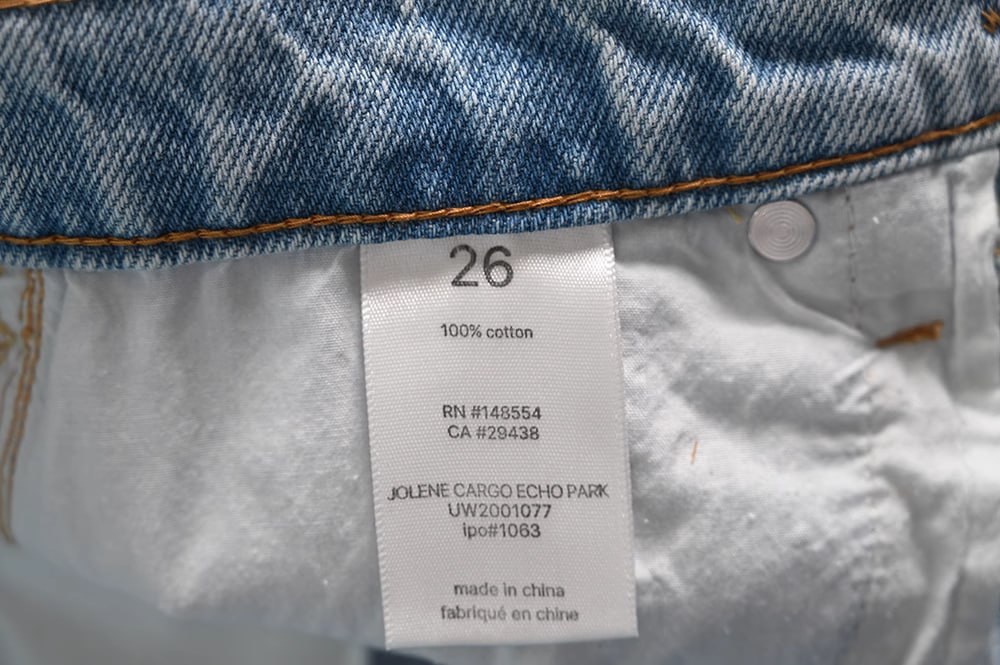 26
100% cotton
RN #148554
CA #29438
JOLENE CARGO ECHO PARK
UW2001077
ipo#1063
made in china
fabriqué en chine